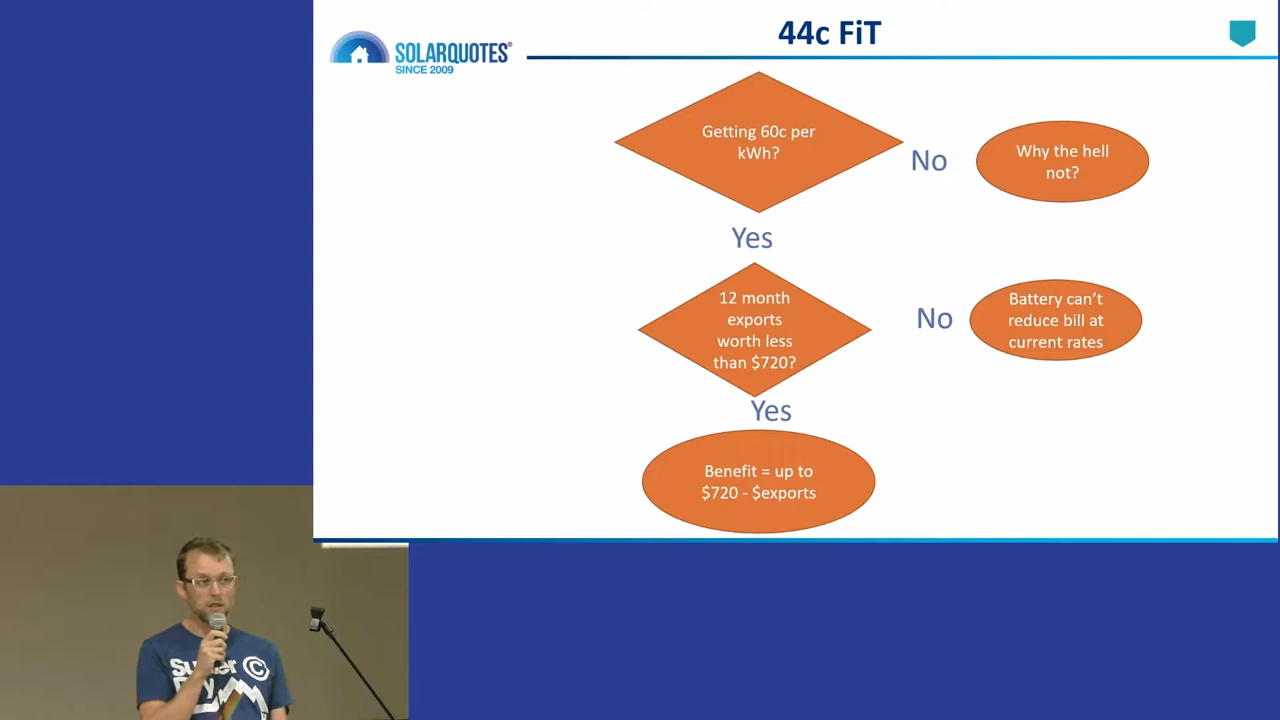 44c FiT
SOLARQUOTES®
SINCE 2009
Getting 60c per
kWh?
No
Why the hell
not?
Yes
12 month
exports
worth less
than $720?
No
Battery can't
reduce bill at
current rates
Yes
Benefit = up to
$720 - $exports
C